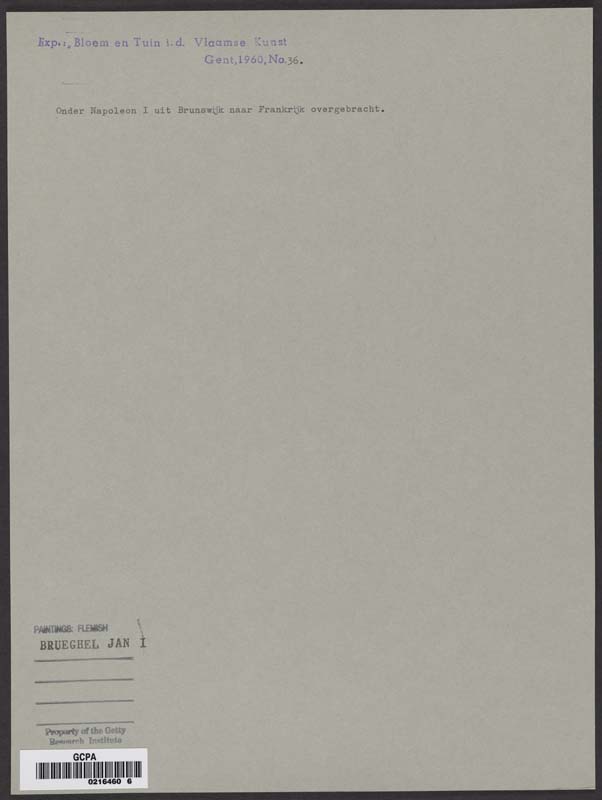 Exp.:, Bloem en Tuin i.d. Vlaamse Kunst
Gent, 1960, No.36.
Onder Napoleon I uit Brunswijk naar Frankrijk overgebracht.
PAINTINGS: FLEMISH
BRUEGHEL JAN I
Property of the Getty
Research Institute
GCPA
0216460 6